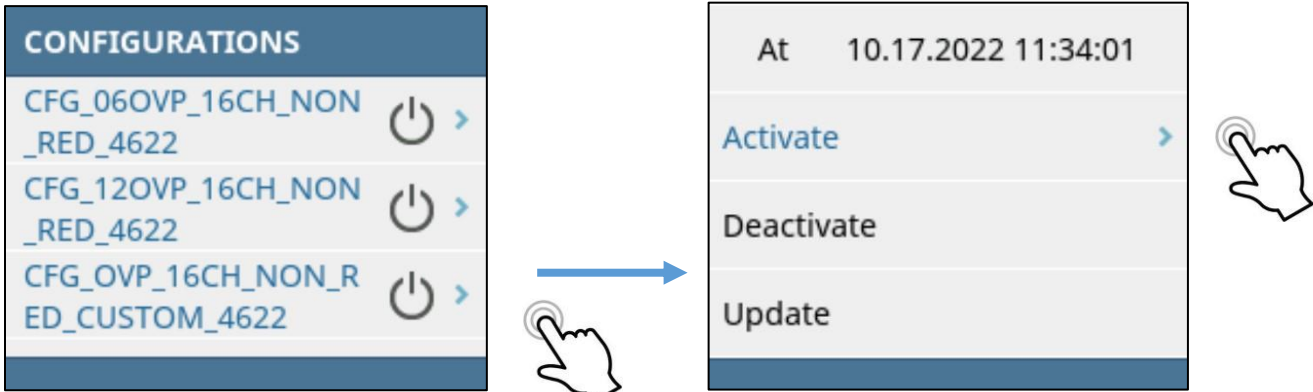 CONFIGURATIONS
CFG_06OVP_16CH_NON
_RED_4622
CFG_12OVP_16CH_NON
_RED_4622
CFG_OVP_16CH_NON_R
ED_CUSTOM_4622
At 10.17.2022 11:34:01
Activate
Deactivate
Update